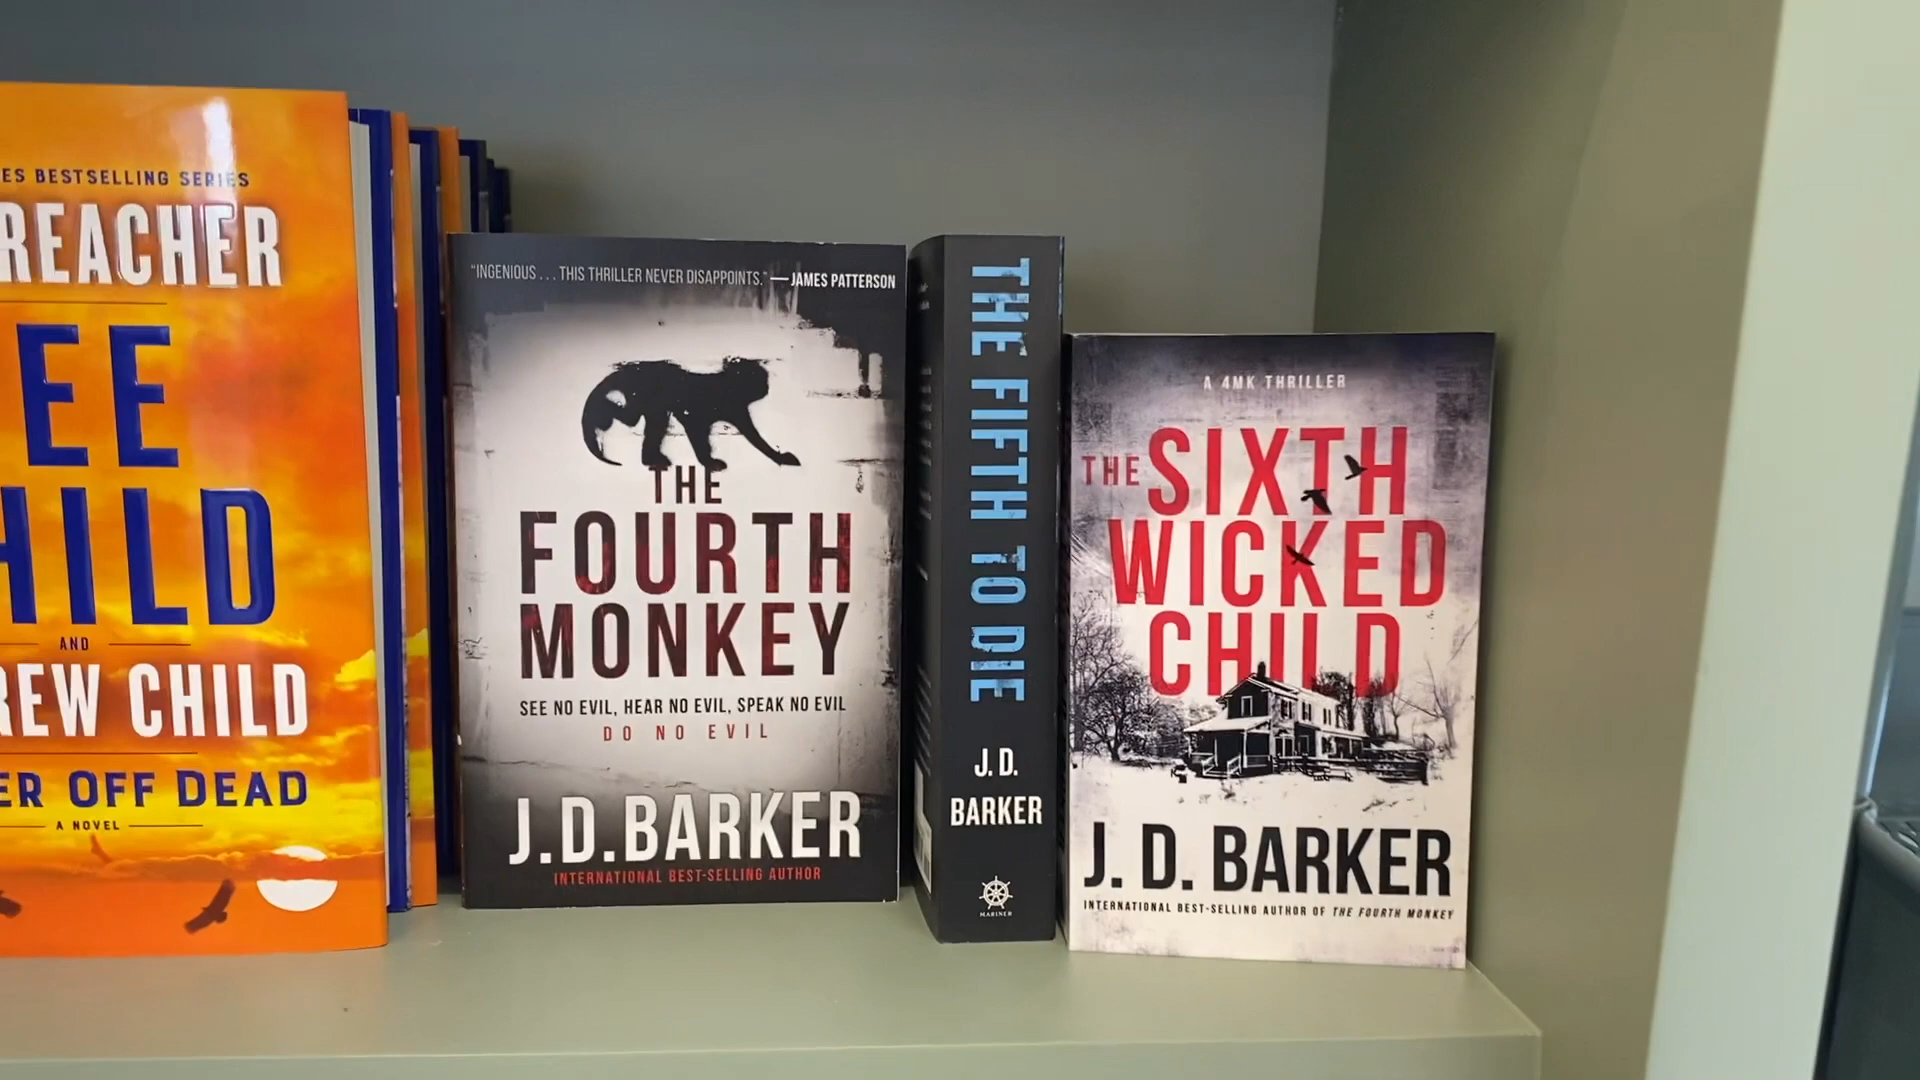 ES BESTSELLING SERIES
REACHER
EE
HILD
AND
REW CHILD
ER OFF DEAD
A NOVEL
"INGENIOUS . . . THIS THRILLER NEVER DISAPPOINTS." — JAMES PATTERSON
THE
FOURTH
MONKEY
SEE NO EVIL, HEAR NO EVIL, SPEAK NO EVIL
DO NO EVIL
J.D.BARKER
INTERNATIONAL BEST-SELLING AUTHOR
THE FIFTH TO DIE
J. D.
BARKER
MARINER
A 4MK THRILLER
THE SIXTH
WICKED
CHILD
J. D. BARKER
INTERNATIONAL BEST-SELLING AUTHOR OF THE FOURTH MONKEY